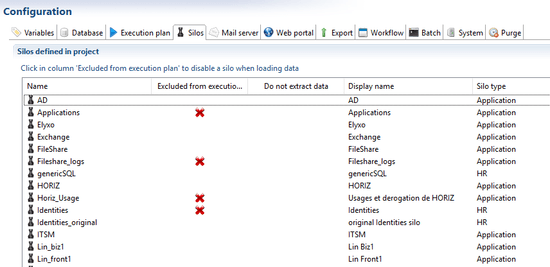 Configuration
Variables Database Execution plan Silos Mail server Web portal Export Workflow Batch System Purge
Silos defined in project
Click in column 'Excluded from execution plan' to disable a silo when loading data
Name Excluded from executio... Do not extract data Display name Silo type
AD AD Application
Applications Applications Application
Elyxo Elyxo Application
Exchange Exchange Application
FileShare FileShare Application
Fileshare_logs Fileshare_logs Application
genericSQL genericSQL HR
HORIZ HORIZ Application
Horiz_Usage Usages et derogation de HORIZ Application
Identities Identities HR
Identities_original original Identities silo HR
ITSM ITSM Application
Lin_biz1 Lin Biz1 Application
Lin_front1 Lin Front1 Application